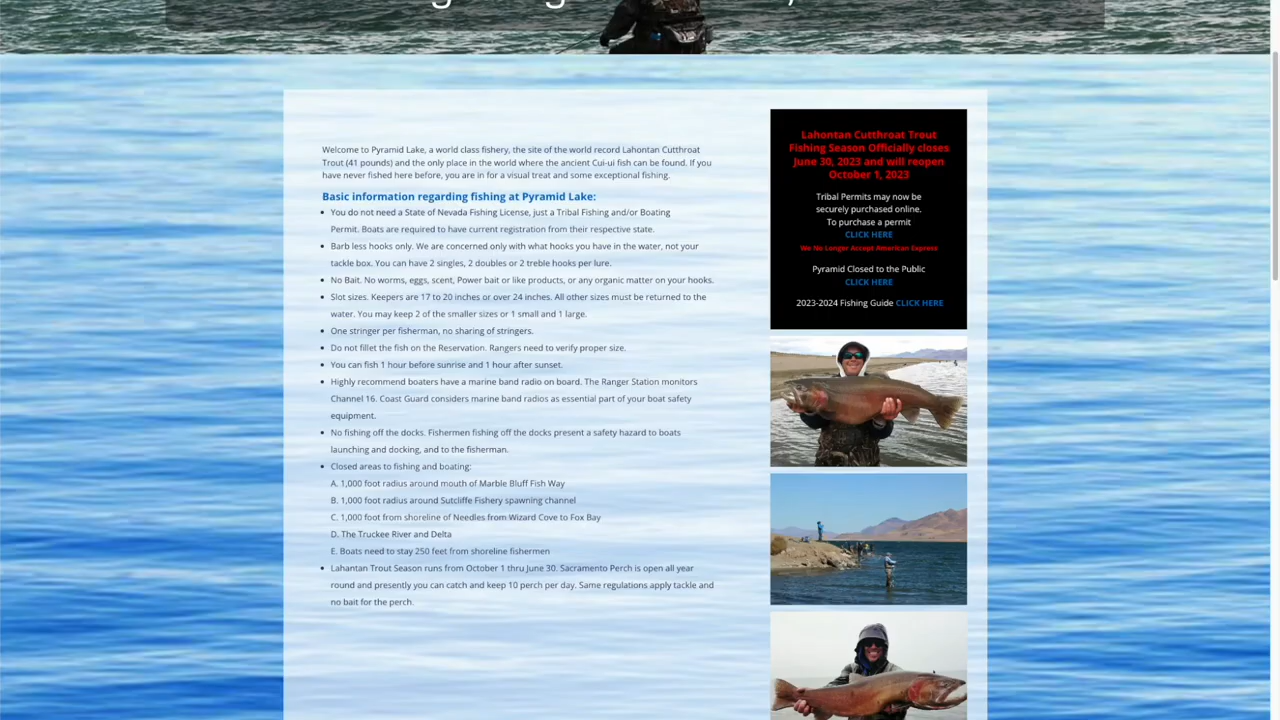 Welcome to Pyramid Lake, a world class fishery, the site of the world record Lahontan Cutthroat
Trout (41 pounds) and the only place in the world where the ancient Cui-ui fish can be found. If you
have never fished here before, you are in for a visual treat and some exceptional fishing.
Basic information regarding fishing at Pyramid Lake:
• You do not need a State of Nevada Fishing License, just a Tribal Fishing and/or Boating
Permit. Boats are required to have current registration from their respective state.
• Barb less hooks only. We are concerned only with what hooks you have in the water, not your
tackle box. You can have 2 singles, 2 doubles or 2 treble hooks per lure.
• No Bait. No worms, eggs, scent, Power bait or like products, or any organic matter on your hooks.
• Slot sizes. Keepers are 17 to 20 inches or over 24 inches. All other sizes must be returned to the
water. You may keep 2 of the smaller sizes or 1 small and 1 large.
• One stringer per fisherman, no sharing of stringers.
• Do not fillet the fish on the Reservation. Rangers need to verify proper size.
• You can fish 1 hour before sunrise and 1 hour after sunset.
• Highly recommend boaters have a marine band radio on board. The Ranger Station monitors
Channel 16. Coast Guard considers marine band radios as essential part of your boat safety
equipment.
• No fishing off the docks. Fishermen fishing off the docks present a safety hazard to boats
launching and docking, and to the fisherman.
• Closed areas to fishing and boating:
A. 1,000 foot radius around mouth of Marble Bluff Fish Way
B. 1,000 foot radius around Sutcliffe Fishery spawning channel
C. 1,000 foot from shoreline of Needles from Wizard Cove to Fox Bay
D. The Truckee River and Delta
E. Boats need to stay 250 feet from shoreline fishermen
• Lahantan Trout Season runs from October 1 thru June 30. Sacramento Perch is open all year
round and presently you can catch and keep 10 perch per day. Same regulations apply tackle and
no bait for the perch.
Lahontan Cutthroat Trout
Fishing Season Officially closes
June 30, 2023 and will reopen
October 1, 2023
Tribal Permits may now be
securely purchased online.
To purchase a permit
CLICK HERE
We No Longer Accept American Express
Pyramid Closed to the Public
CLICK HERE
2023-2024 Fishing Guide CLICK HERE